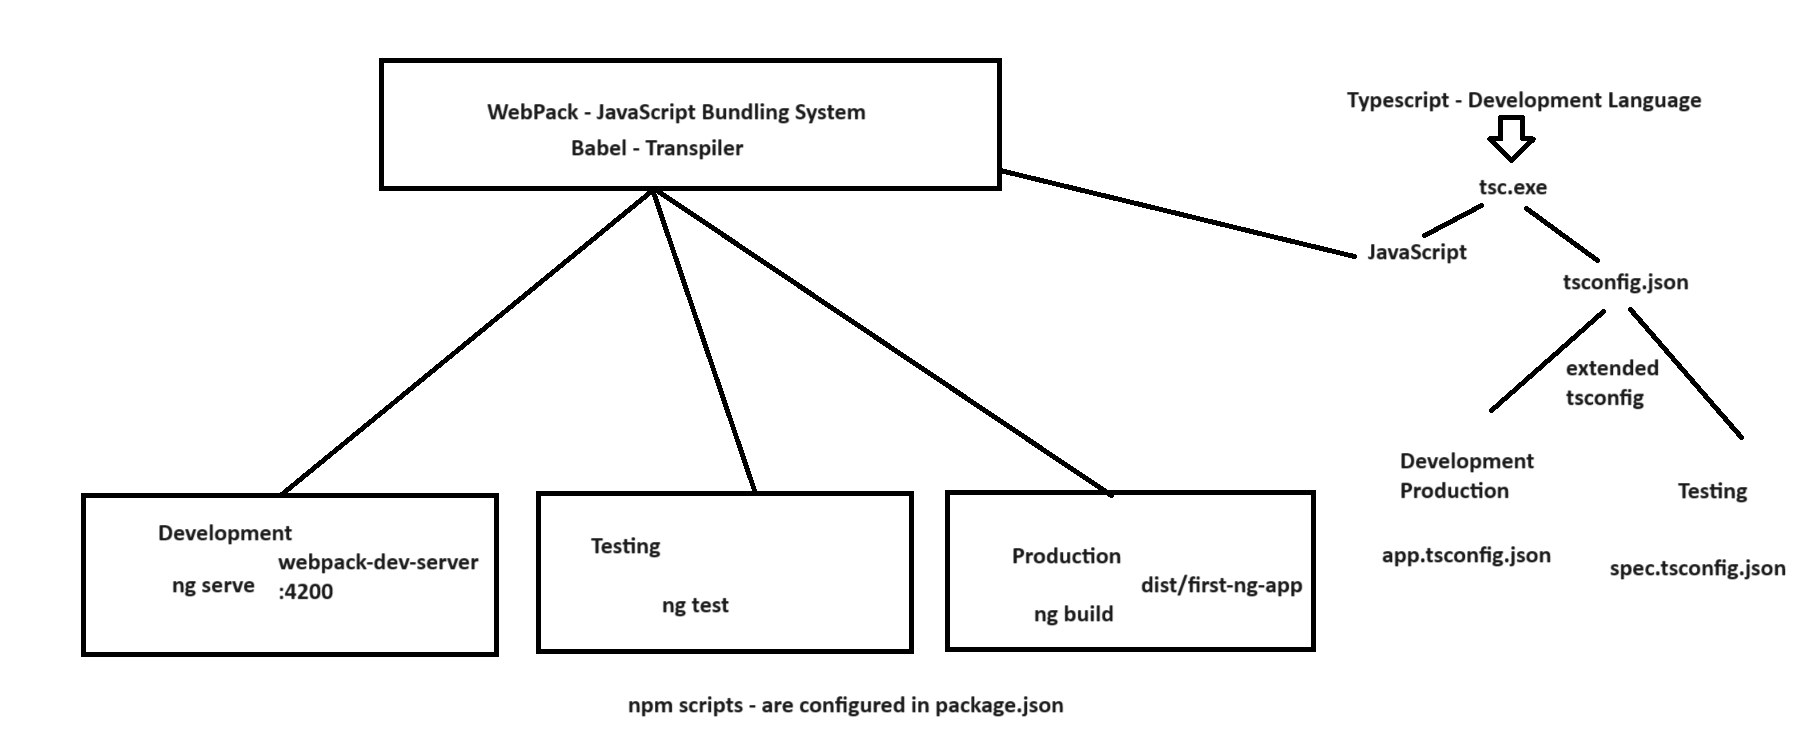 WebPack - JavaScript Bundling System
Babel - Transpiler
Typescript - Development Language
tsc.exe
JavaScript
tsconfig.json
extended
tsconfig
Development
Production
Testing
app.tsconfig.json
spec.tsconfig.json
Development
webpack-dev-server
ng serve
:4200
Testing
ng test
Production
dist/first-ng-app
ng build
npm scripts - are configured in package.json